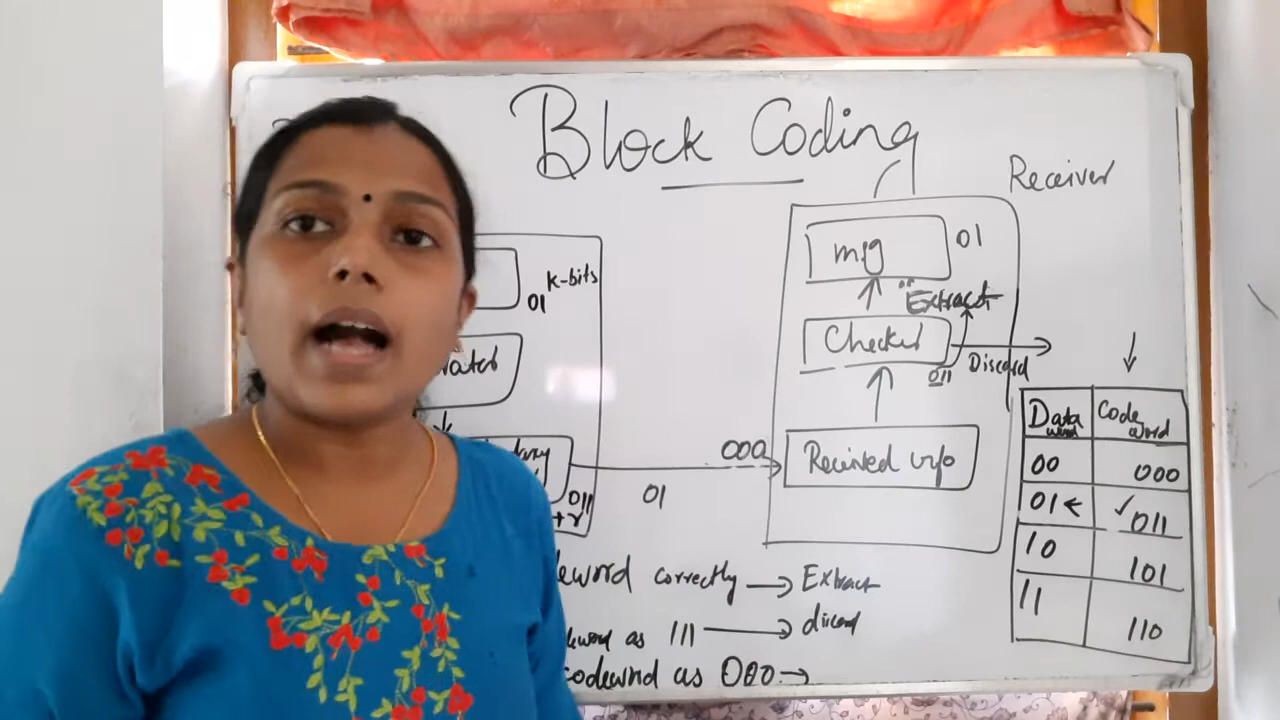 Block Coding
Receiver
k-bits
01
msg
01
"Extract
Checker
Discard
011
000
01
Received info
011
+r
Data word
Code word
00
000
01
011
10
101
11
110
correctly → Extract
as 111 → discard
codeword as 000 →